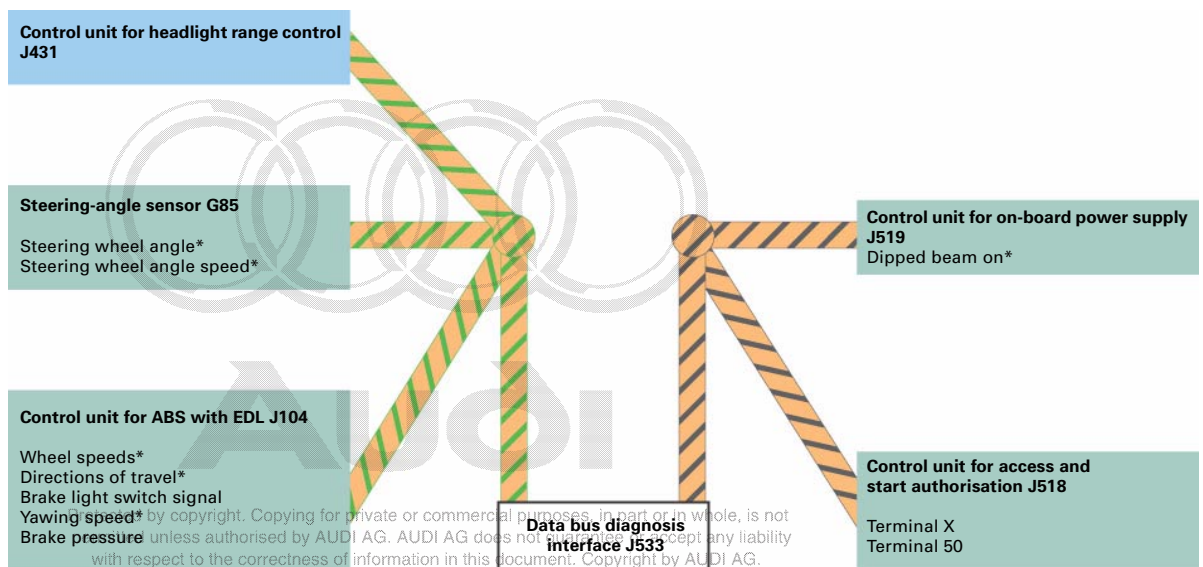 Control unit for headlight range control
J431
Steering-angle sensor G85
Steering wheel angle*
Steering wheel angle speed*
Control unit for on-board power supply
J519
Dipped beam on*
AUDI
Control unit for ABS with EDL J104
Wheel speeds*
Directions of travel*
Brake light switch signal
Yawing speed*
Brake pressure
Control unit for access and
start authorisation J518
Terminal X
Terminal 50
Data bus diagnosis
interface J533
Protected by copyright. Copying for private or commercial purposes, in part or in whole, is not
unless authorised by AUDI AG. AUDI AG does not guarantee or accept any liability
with respect to the correctness of information in this document. Copyright by AUDI AG.